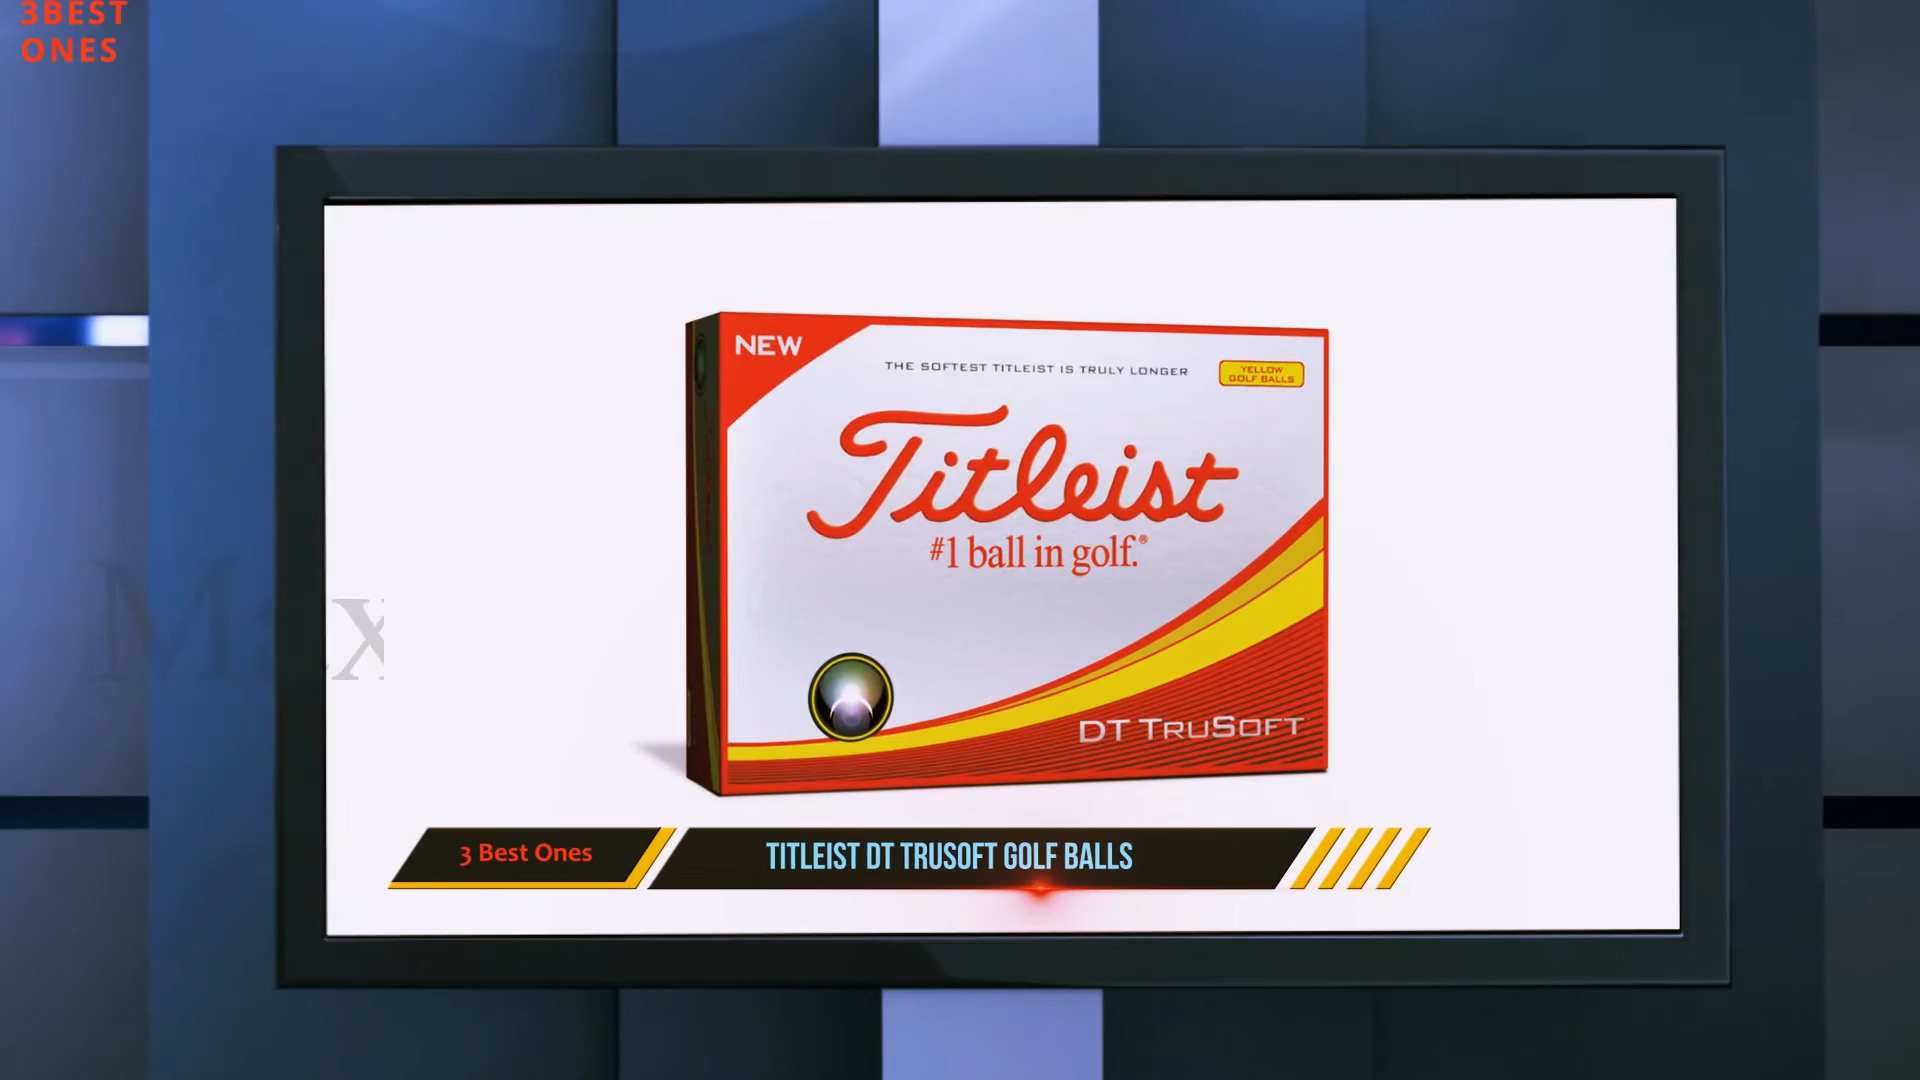 3BEST
ONES
NEW
THE SOFTEST TITLEIST IS TRULY LONGER
YELLOW
GOLF BALLS
Titleist
#1 ball in golf.®
DT TRUSOFT
3 Best Ones
TITLEIST DT TRUSOFT GOLF BALLS